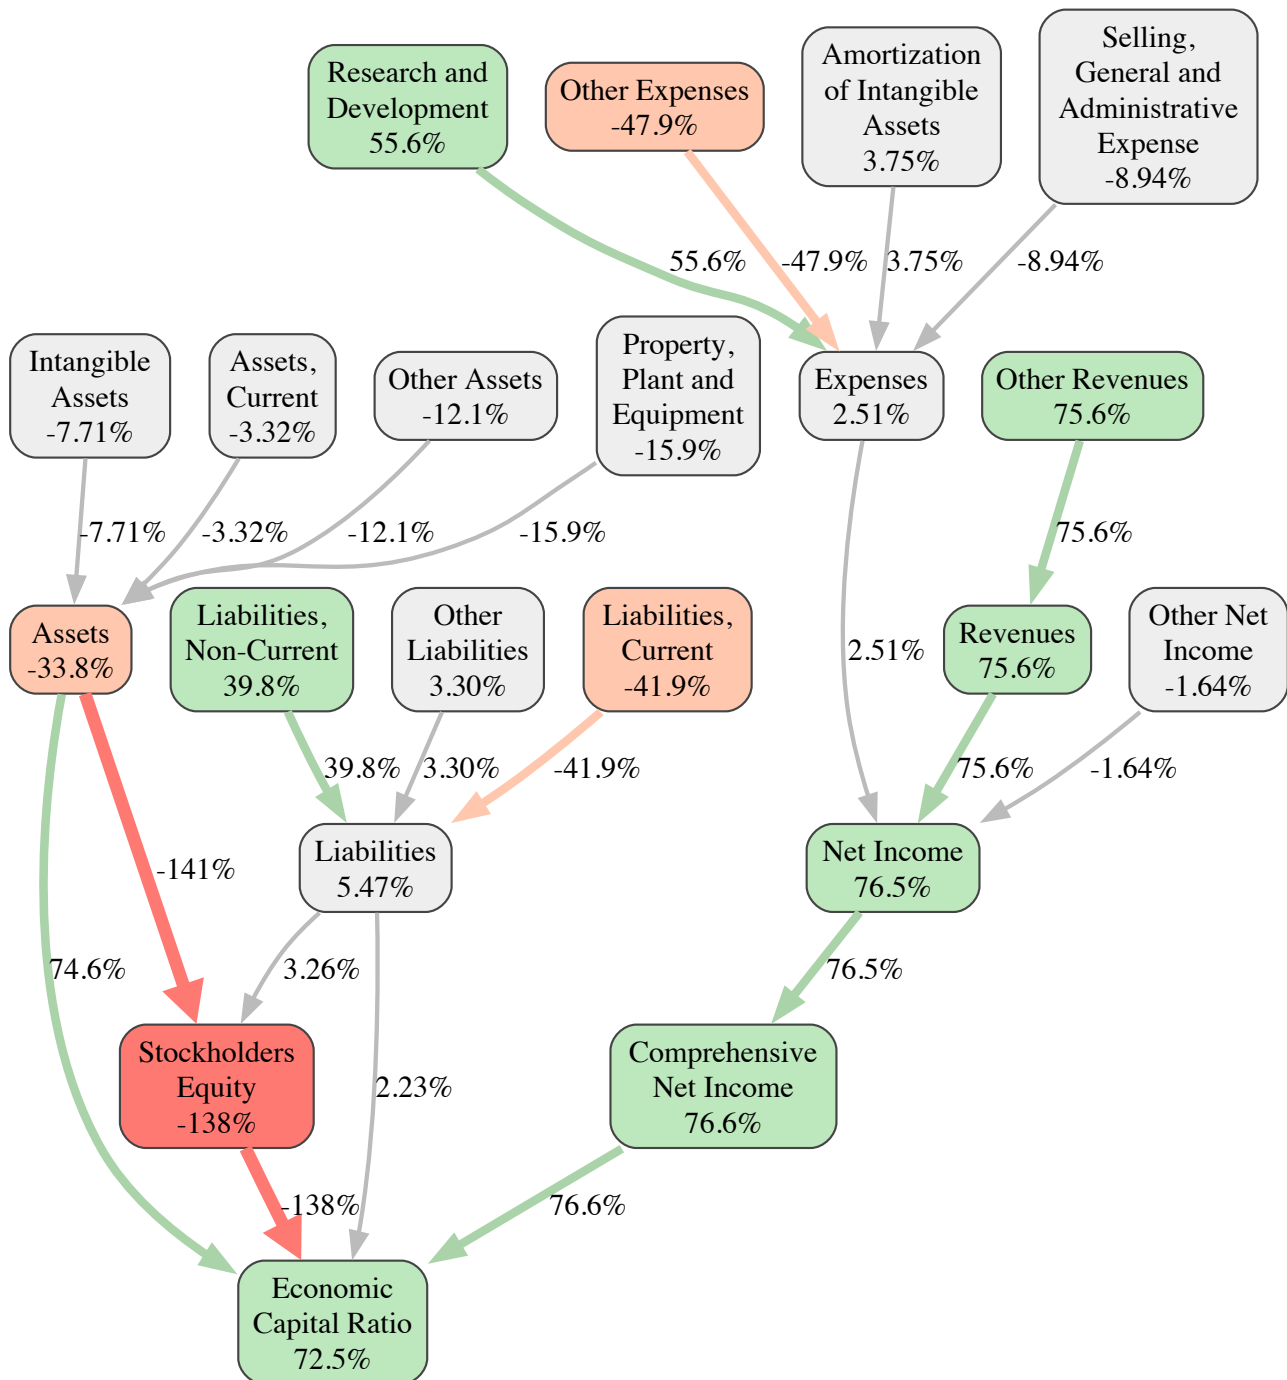 Research and
Development
55.6%
Other Expenses
-47.9%
Amortization
of Intangible
Assets
3.75%
Selling,
General and
Administrative
Expense
-8.94%
55.6%
-47.9%
3.75%
-8.94%
Intangible
Assets
-7.71%
Assets,
Current
-3.32%
Other Assets
-12.1%
Property,
Plant and
Equipment
-15.9%
Expenses
2.51%
Other Revenues
75.6%
-7.71%
-3.32%
-12.1%
-15.9%
75.6%
Assets
-33.8%
Liabilities,
Non-Current
39.8%
Other
Liabilities
3.30%
Liabilities,
Current
-41.9%
2.51%
Revenues
75.6%
Other Net
Income
-1.64%
39.8%
3.30%
-41.9%
75.6%
-1.64%
-141%
Liabilities
5.47%
Net Income
76.5%
74.6%
3.26%
76.5%
Stockholders
Equity
-138%
2.23%
Comprehensive
Net Income
76.6%
-138%
76.6%
Economic
Capital Ratio
72.5%